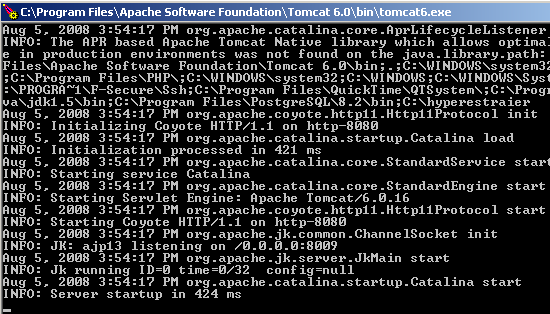 C:\Program Files\Apache Software Foundation\Tomcat 6.0\bin\tomcat6.exe
Aug 5, 2008 3:54:17 PM org.apache.catalina.core.AprLifecycleListener
INFO: The APR based Apache Tomcat Native library which allows optima
e in production environments was not found on the java.library.path:
Files\Apache Software Foundation\Tomcat 6.0\bin;.;C:\WINDOWS\system32
;C:\Program Files\PHP\;C:\WINDOWS\system32;C:\WINDOWS;C:\WINDOWS\Syst
:\PROGRA~1\F-Secure\Ssh;C:\Program Files\QuickTime\QTSystem\;C:\Progr
va\jdk1.5\bin;C:\Program Files\PostgreSQL\8.2\bin;C:\hyperestraier
Aug 5, 2008 3:54:17 PM org.apache.coyote.http11.Http11Protocol init
INFO: Initializing Coyote HTTP/1.1 on http-8080
Aug 5, 2008 3:54:17 PM org.apache.catalina.startup.Catalina load
INFO: Initialization processed in 421 ms
Aug 5, 2008 3:54:17 PM org.apache.catalina.core.StandardService start
INFO: Starting service Catalina
Aug 5, 2008 3:54:17 PM org.apache.catalina.core.StandardEngine start
INFO: Starting Servlet Engine: Apache Tomcat/6.0.16
Aug 5, 2008 3:54:17 PM org.apache.coyote.http11.Http11Protocol start
INFO: Starting Coyote HTTP/1.1 on http-8080
Aug 5, 2008 3:54:17 PM org.apache.jk.common.ChannelSocket init
INFO: JK: ajp13 listening on /0.0.0.0:8009
Aug 5, 2008 3:54:17 PM org.apache.jk.server.JkMain start
INFO: Jk running ID=0 time=0/32  config=null
Aug 5, 2008 3:54:17 PM org.apache.catalina.startup.Catalina start
INFO: Server startup in 424 ms